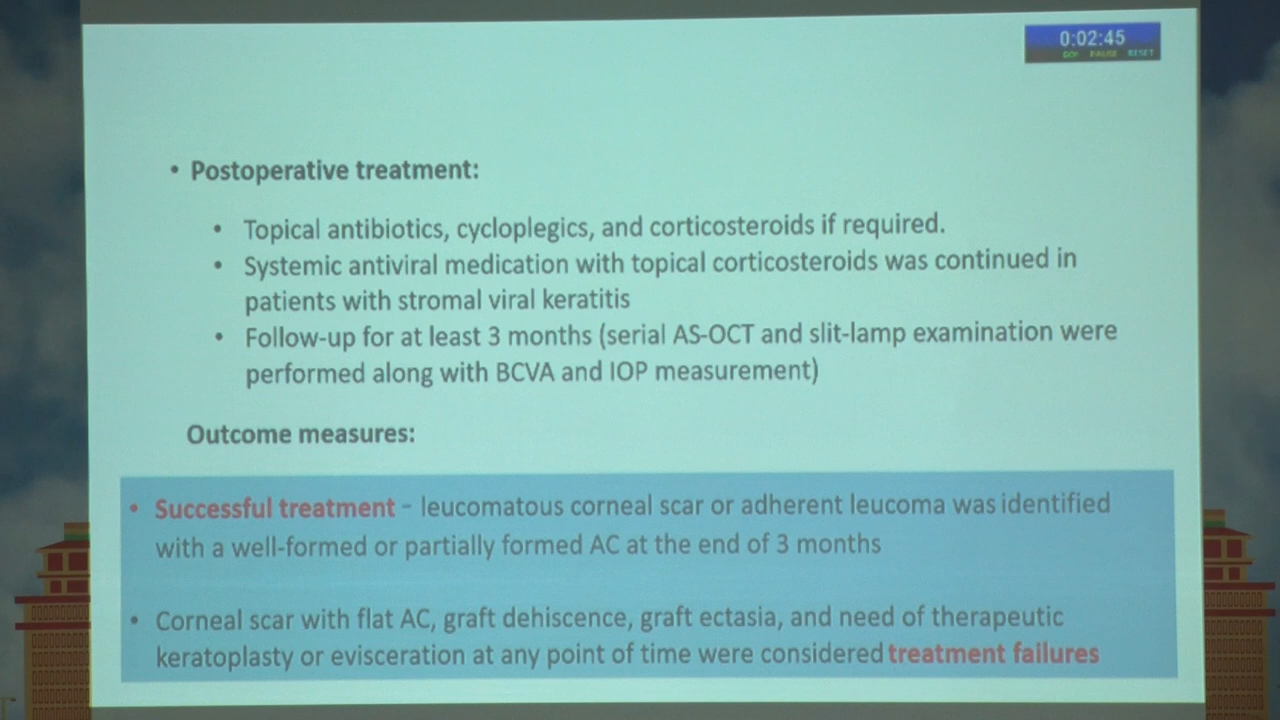 0:02:45
GO! PAUSE RESET
• Postoperative treatment:
• Topical antibiotics, cycloplegics, and corticosteroids if required.
• Systemic antiviral medication with topical corticosteroids was continued in
patients with stromal viral keratitis
• Follow-up for at least 3 months (serial AS-OCT and slit-lamp examination were
performed along with BCVA and IOP measurement)
Outcome measures:
• Successful treatment – leucomatous corneal scar or adherent leucoma was identified
with a well-formed or partially formed AC at the end of 3 months
• Corneal scar with flat AC, graft dehiscence, graft ectasia, and need of therapeutic
keratoplasty or evisceration at any point of time were considered treatment failures